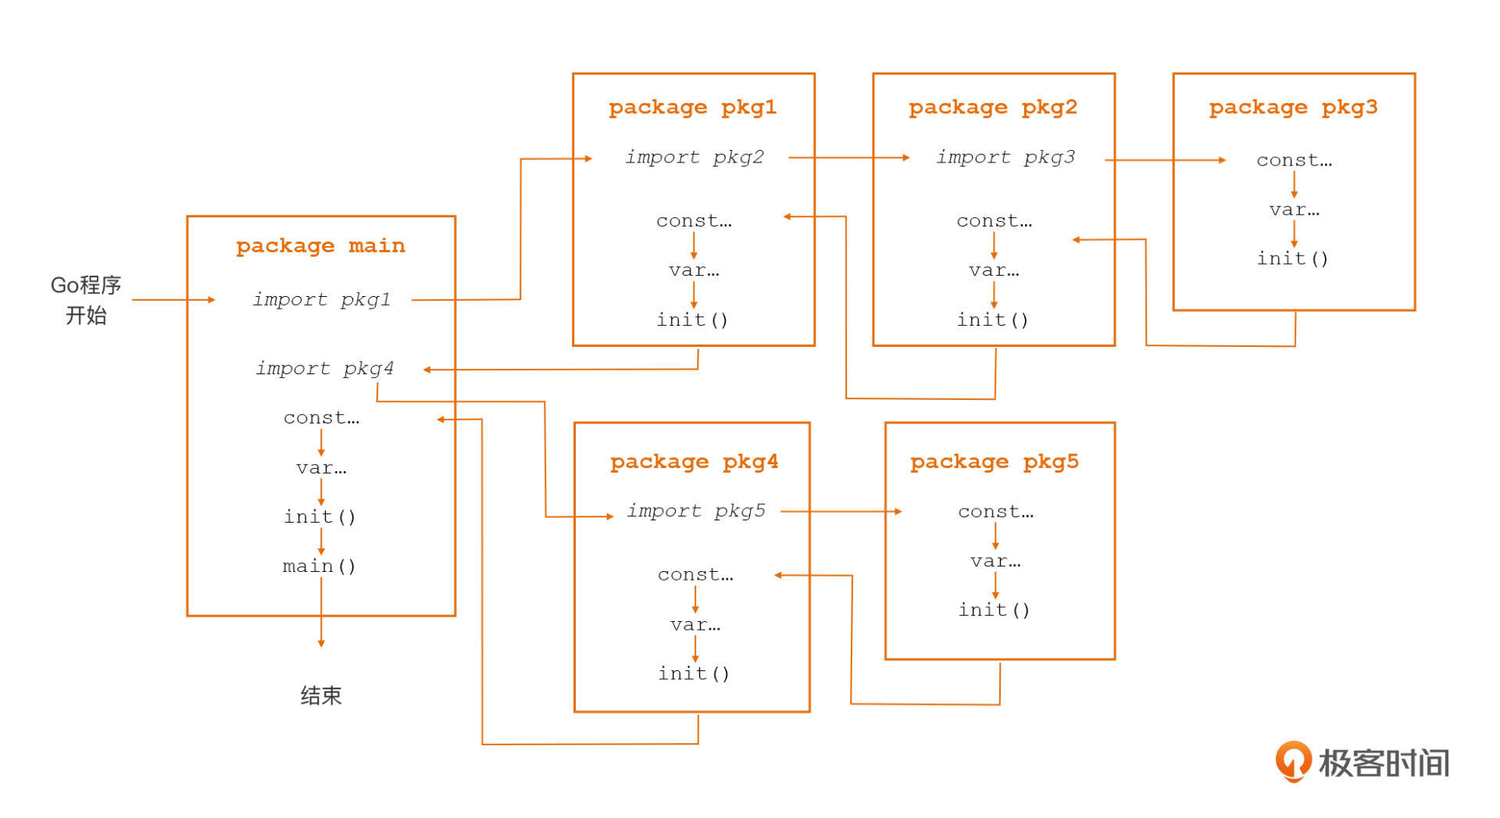 Go程序
开始
package main
import pkg1
import pkg4
const…
var…
init()
main()
结束
package pkg1
import pkg2
const…
var…
init()
package pkg2
import pkg3
const…
var…
init()
package pkg3
const…
var…
init()
package pkg4
import pkg5
const…
var…
init()
package pkg5
const…
var…
init()
极客时间